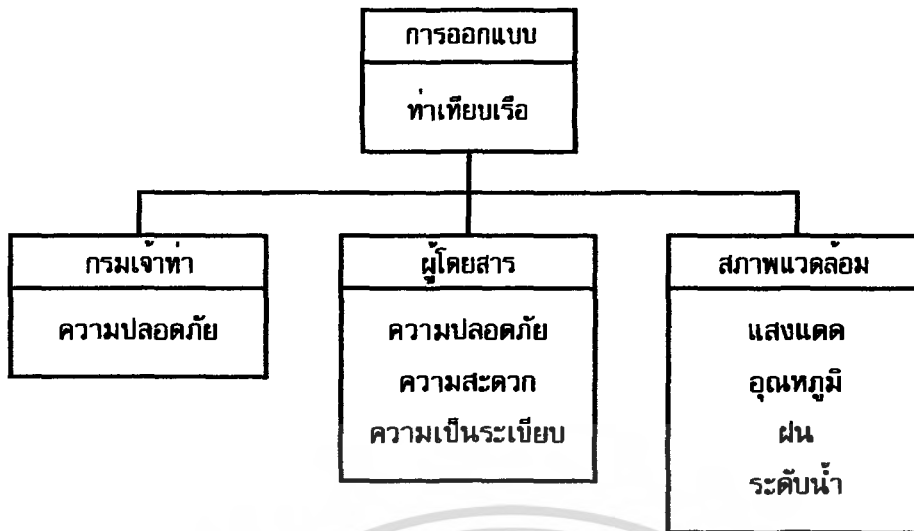 การออกแบบ
ท่าเทียบเรือ
กรมเจ้าท่า
ความปลอดภัย
ผู้โดยสาร
ความปลอดภัย
ความสะดวก
ความเป็นระเบียบ
สภาพแวดล้อม
แสงแดด
อุณหภูมิ
ฝน
ระดับน้ำ